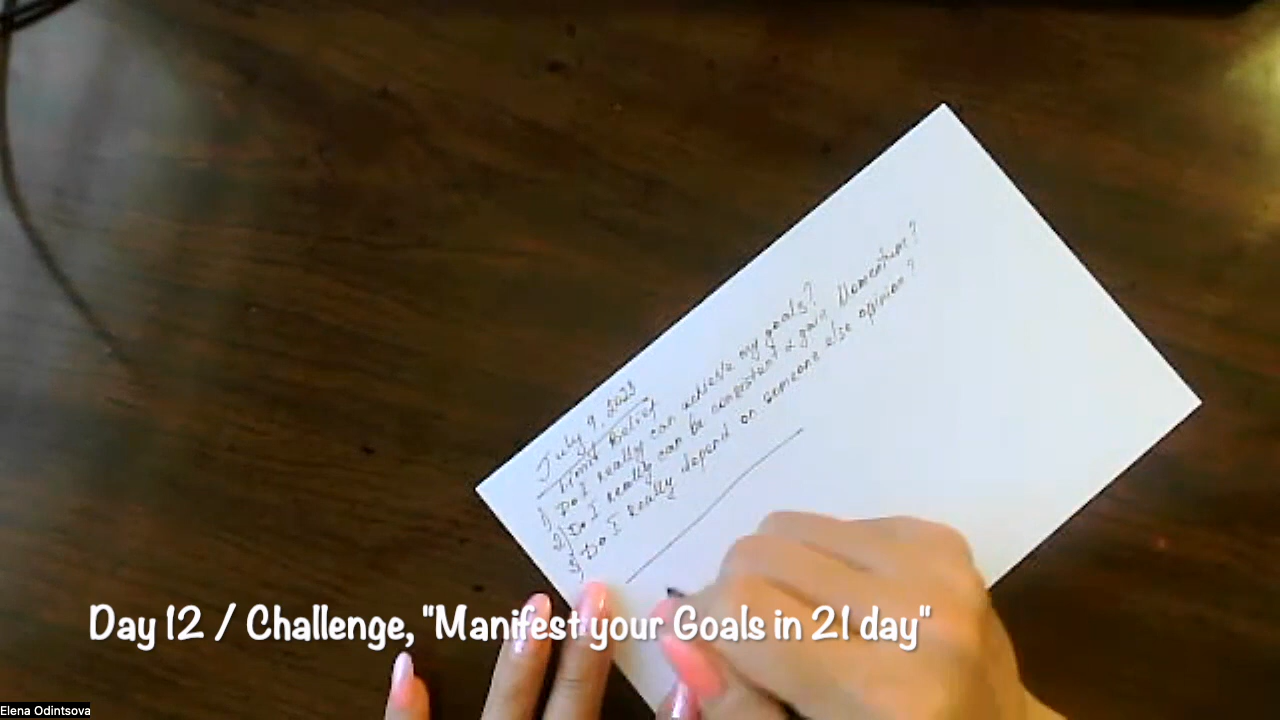 July 9, 2023
Limit Belief
1) Do I really can achieve my goals?
2) Do I really can be consistent & gain Momentum?
3) Do I really depend on someone else opinion?
Day 12 / Challenge, "Manifest your Goals in 21 day"
Elena Odintsova